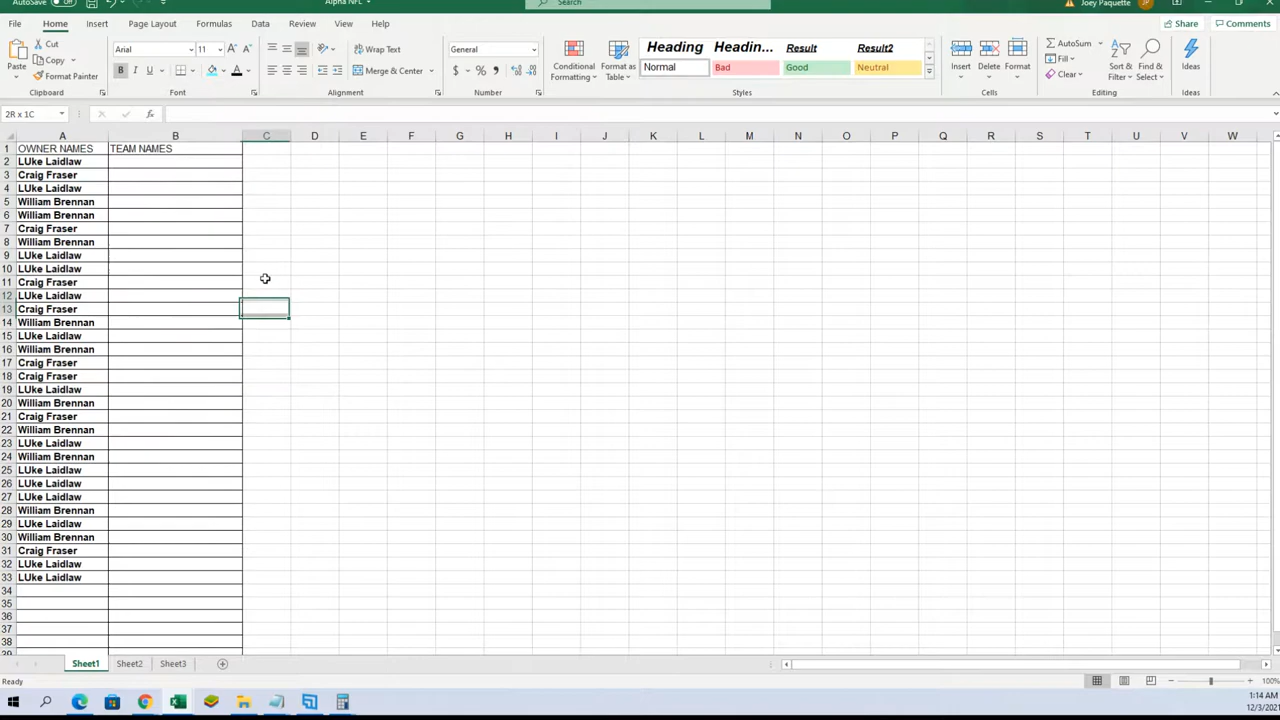 AutoSave Off
Alpha NFL
Search
Joey Paquette
JP
File Home Insert Page Layout Formulas Data Review View Help
Share Comments
Paste
Cut
Copy
Format Painter
Clipboard
Arial 11
B I U
Font
Wrap Text
Merge & Center
Alignment
General
$ % ,
Number
Conditional Formatting
Format as Table
Heading Headin... Result Result2
Normal Bad Good Neutral
Styles
Insert Delete Format
Cells
AutoSum
Fill
Clear
Sort & Filter
Find & Select
Editing
Ideas
Ideas
2R x 1C
fx
A B C D E F G H I J K L M N O P Q R S T U V W
1 OWNER NAMES TEAM NAMES
2 LUke Laidlaw
3 Craig Fraser
4 LUke Laidlaw
5 William Brennan
6 William Brennan
7 Craig Fraser
8 William Brennan
9 LUke Laidlaw
10 LUke Laidlaw
11 Craig Fraser
12 LUke Laidlaw
13 Craig Fraser
14 William Brennan
15 LUke Laidlaw
16 William Brennan
17 Craig Fraser
18 Craig Fraser
19 LUke Laidlaw
20 William Brennan
21 Craig Fraser
22 William Brennan
23 LUke Laidlaw
24 William Brennan
25 LUke Laidlaw
26 LUke Laidlaw
27 LUke Laidlaw
28 William Brennan
29 LUke Laidlaw
30 William Brennan
31 Craig Fraser
32 LUke Laidlaw
33 LUke Laidlaw
34
35
36
37
38
39
Sheet1 Sheet2 Sheet3
Ready
100%
1:14 AM
12/3/2021